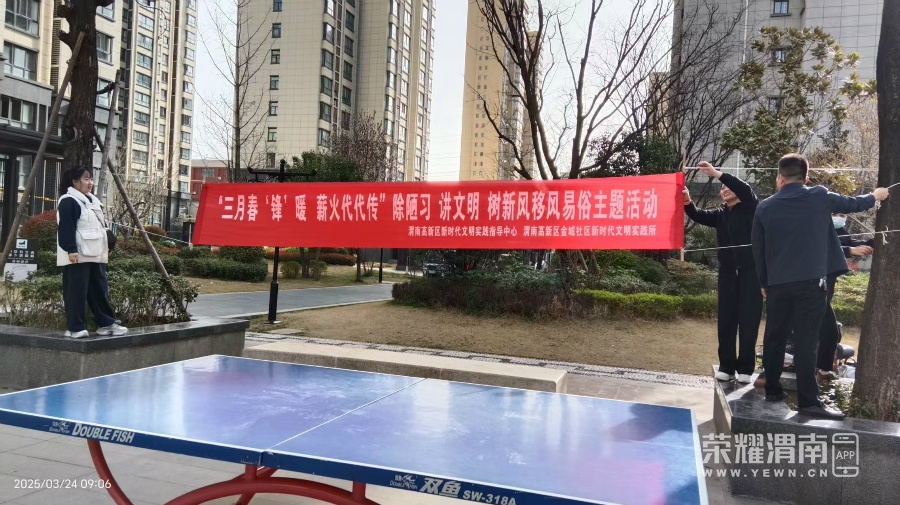 “三月春‘锋’暖 薪火代代传”除陋习 讲文明 树新风移风易俗主题活动
渭南高新区新时代文明实践指导中心 渭南高新区金城社区新时代文明实践所
DOUBLE FISH
双鱼 SW-318A
2025/03/24 09:06
荣耀渭南 APP
WWW.YEWN.CN